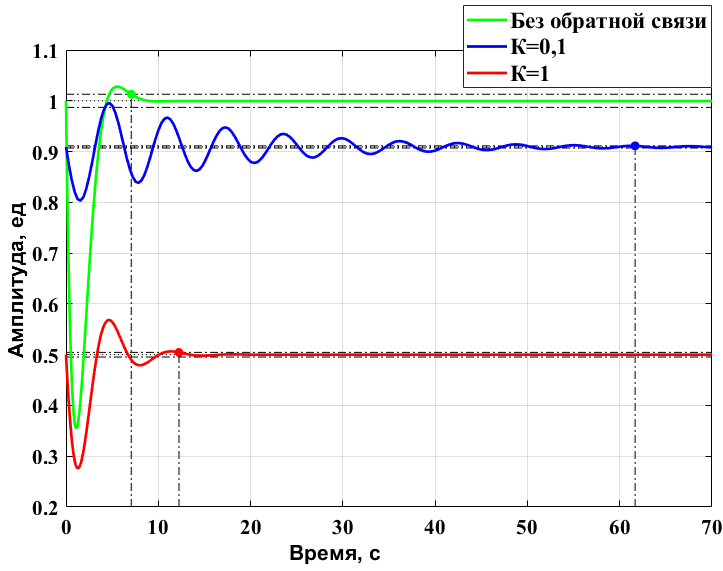 Без обратной связи
К=0,1
К=1
1.1
1
0.9
0.8
0.7
0.6
0.5
0.4
0.3
0.2
Амплитуда, ед
0 10 20 30 40 50 60 70
Время, с